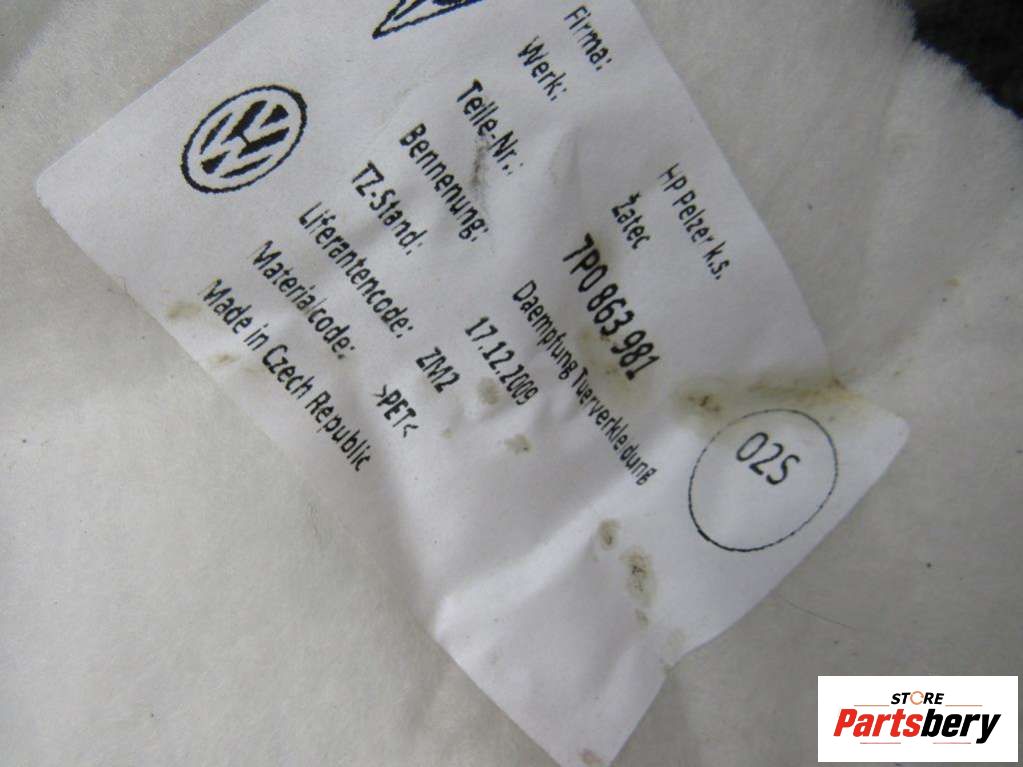 VW
Firma: HP Pelzer k.s.
Werk: Žatec
Teile-Nr.: 7P0 863 981
Bennenung: Daempfung Tuerverkleidung
TZ-Stand: 17.12.2009
Liferantencode: ZM2
Materialcode: >PET<
Made in Czech Republic
02S
STORE
Partsbery